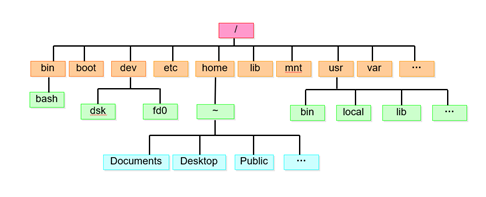 /
bin boot dev etc home lib mnt usr var ...
bash
dsk fd0 ~ bin local lib ...
Documents Desktop Public ...